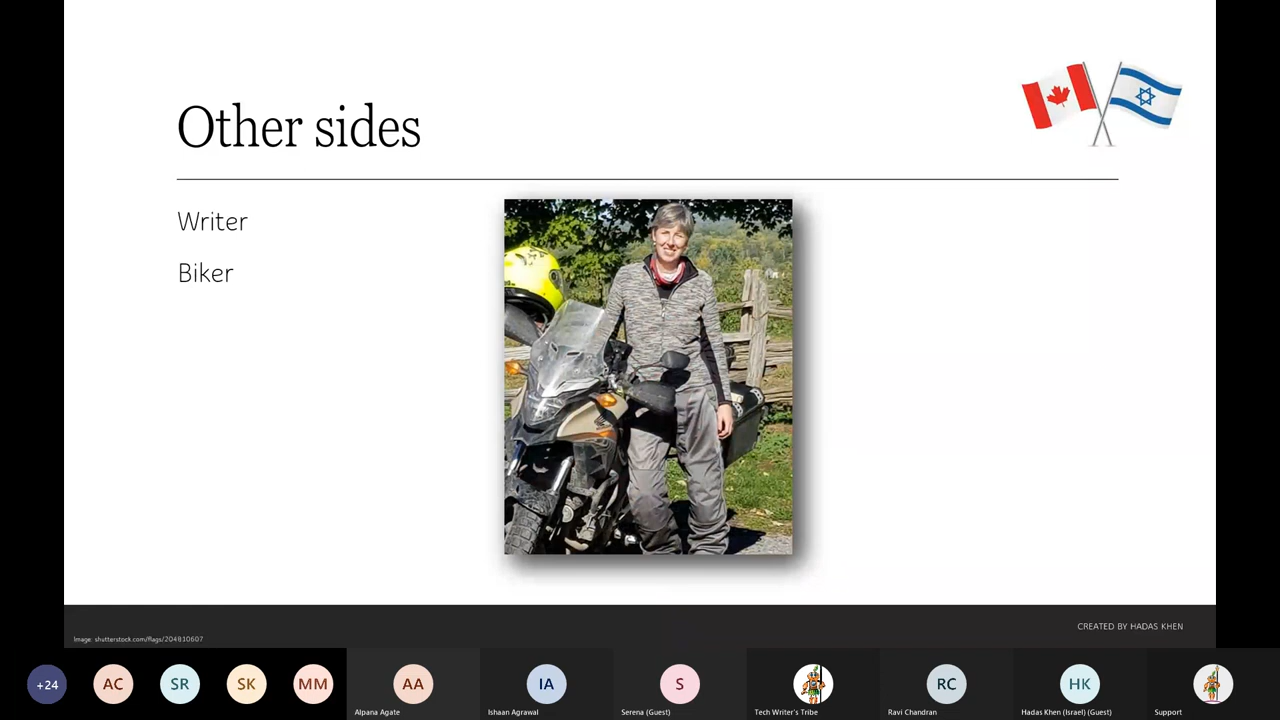 Other sides
Writer
Biker
CREATED BY HADAS KHEN
Image: shutterstock.com/flags/204810607
+24
AC
SR
SK
MM
AA
IA
S
RC
HK
Alpana Agate
Ishaan Agrawal
Serena (Guest)
Tech Writer's Tribe
Ravi Chandran
Hadas Khen (Israel) (Guest)
Support